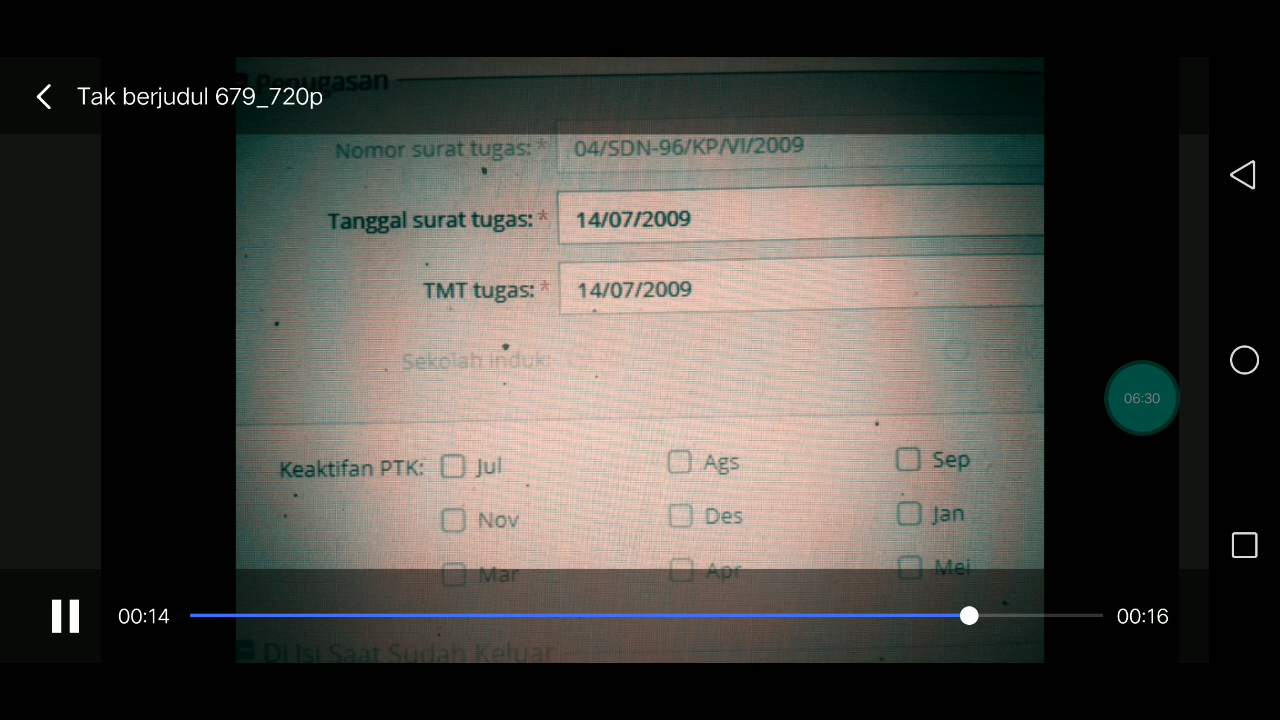 Penugasan
Tak berjudul 679_720p
Nomor surat tugas:* 04/SDN-96/KP/VI/2009
Tanggal surat tugas:* 14/07/2009
TMT tugas:* 14/07/2009
Sekolah induk:
06:30
Keaktifan PTK: Jul Ags Sep
Nov Des Jan
Mar Apr Mei
00:14 00:16
Di Isi Saat Sudah Keluar